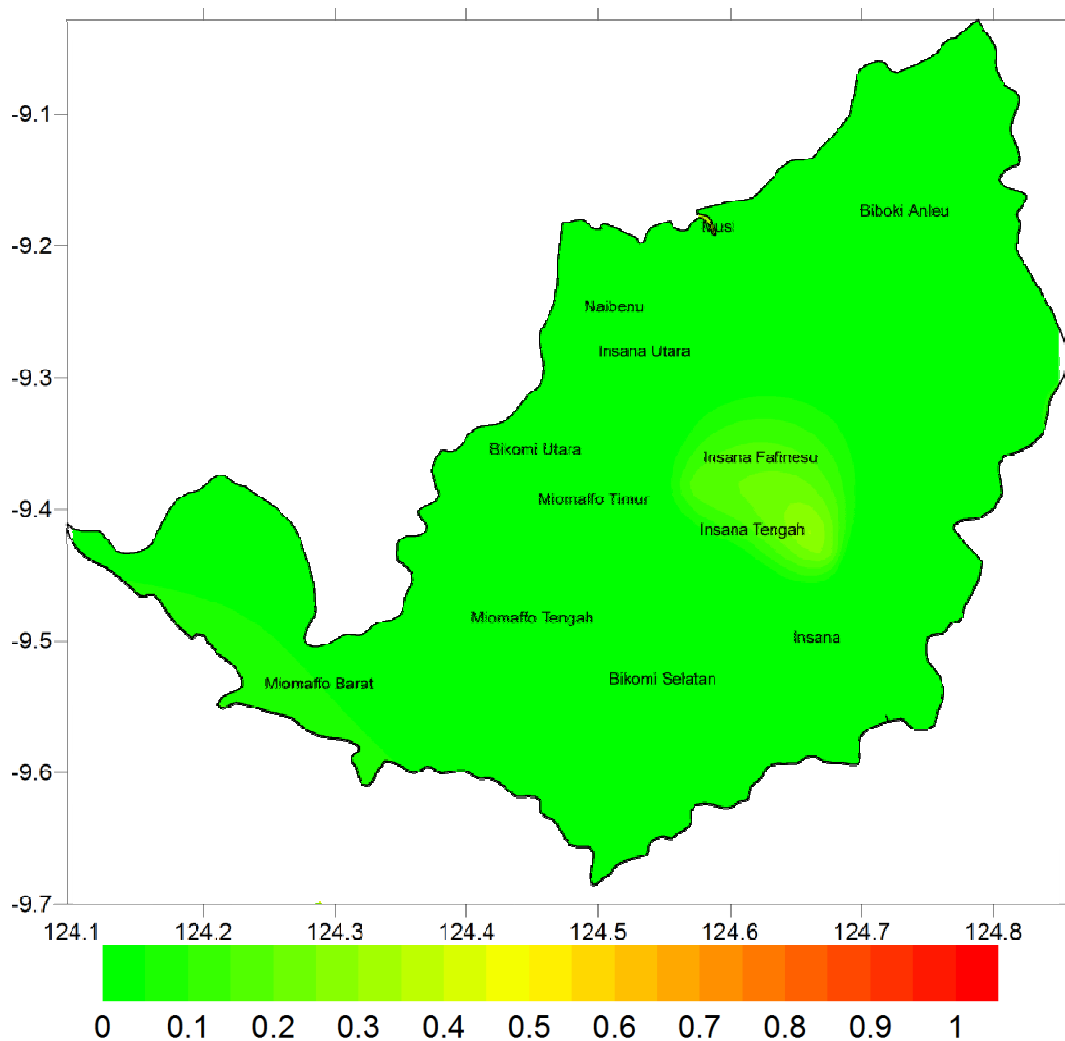 -9.1
Biboki Anleu
-9.2
Musi
Naibenu
Insana Utara
-9.3
Bikomi Utara
Insana Fafinesu
Miomaffo Timur
-9.4
Insana Tengah
Miomaffo Tengah
-9.5
Insana
Miomaffo Barat
Bikomi Selatan
-9.6
-9.7
124.1 124.2 124.3 124.4 124.5 124.6 124.7 124.8
0 0.1 0.2 0.3 0.4 0.5 0.6 0.7 0.8 0.9 1